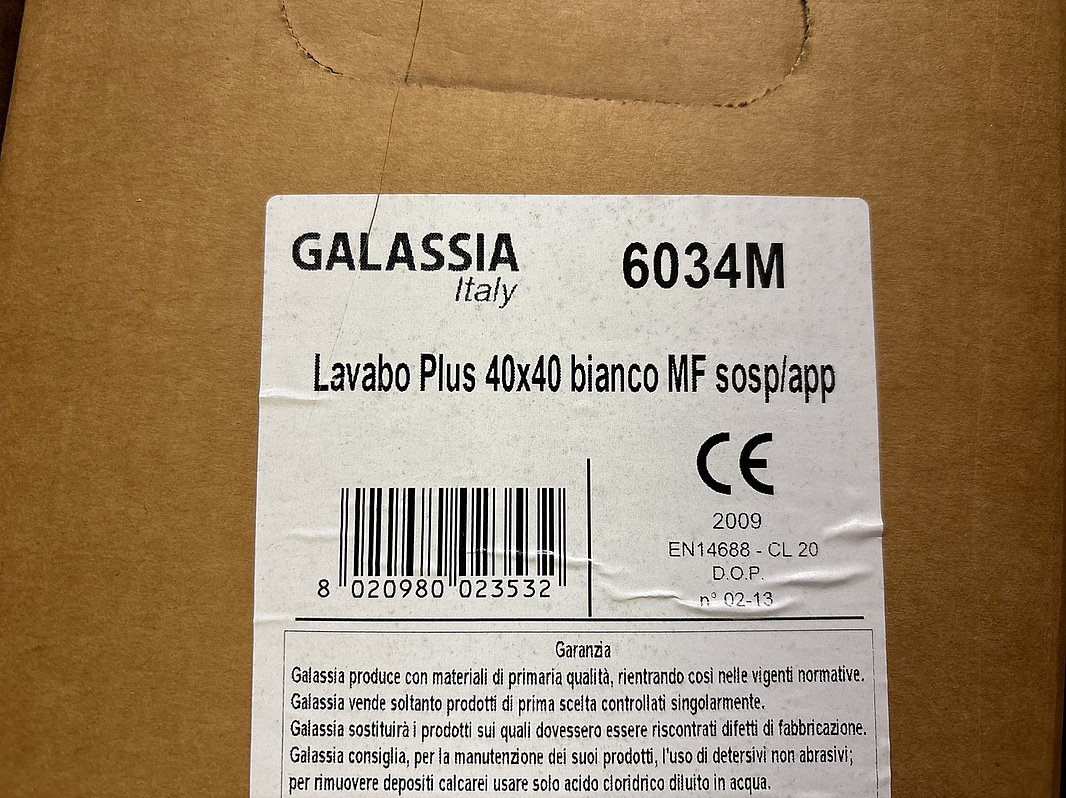 GALASSIA
Italy
6034M
Lavabo Plus 40x40 bianco MF sosp/app
CE
2009
EN14688 - CL 20
D.O.P.
n° 02-13
8 020980 023532
Garanzia
Galassia produce con materiali di primaria qualità, rientrando così nelle vigenti normative.
Galassia vende soltanto prodotti di prima scelta controllati singolarmente.
Galassia sostituirà i prodotti sui quali dovessero essere riscontrati difetti di fabbricazione.
Galassia consiglia, per la manutenzione dei suoi prodotti, l'uso di detersivi non abrasivi;
per rimuovere depositi calcarei usare solo acido cloridrico diluito in acqua.